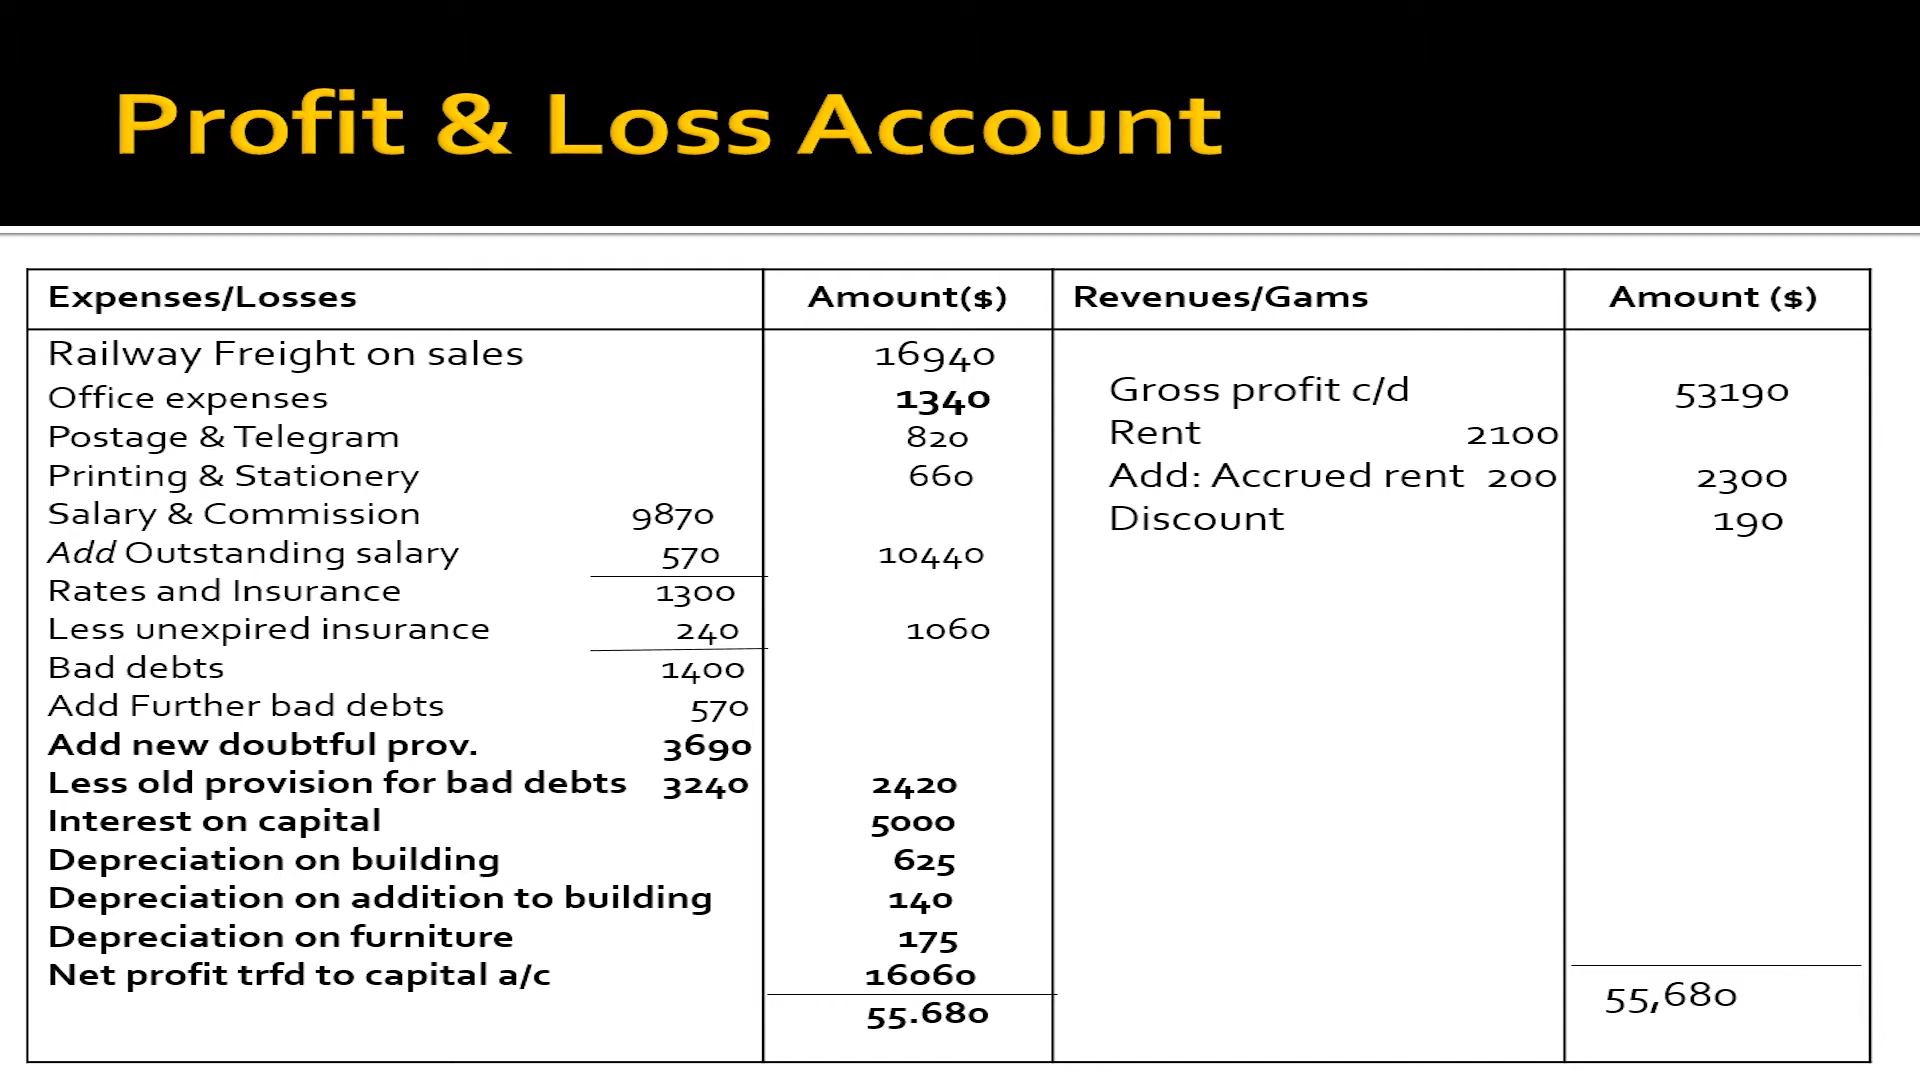 Profit & Loss Account
Expenses/Losses Amount($) Revenues/Gams Amount ($)
Railway Freight on sales 16940
Office expenses 1340
Postage & Telegram 820
Printing & Stationery 660
Salary & Commission 9870
Add Outstanding salary 570 10440
Rates and Insurance 1300
Less unexpired insurance 240 1060
Bad debts 1400
Add Further bad debts 570
Add new doubtful prov. 3690
Less old provision for bad debts 3240 2420
Interest on capital 5000
Depreciation on building 625
Depreciation on addition to building 140
Depreciation on furniture 175
Net profit trfd to capital a/c 16060
55.680
Gross profit c/d 53190
Rent 2100
Add: Accrued rent 200 2300
Discount 190
55,680